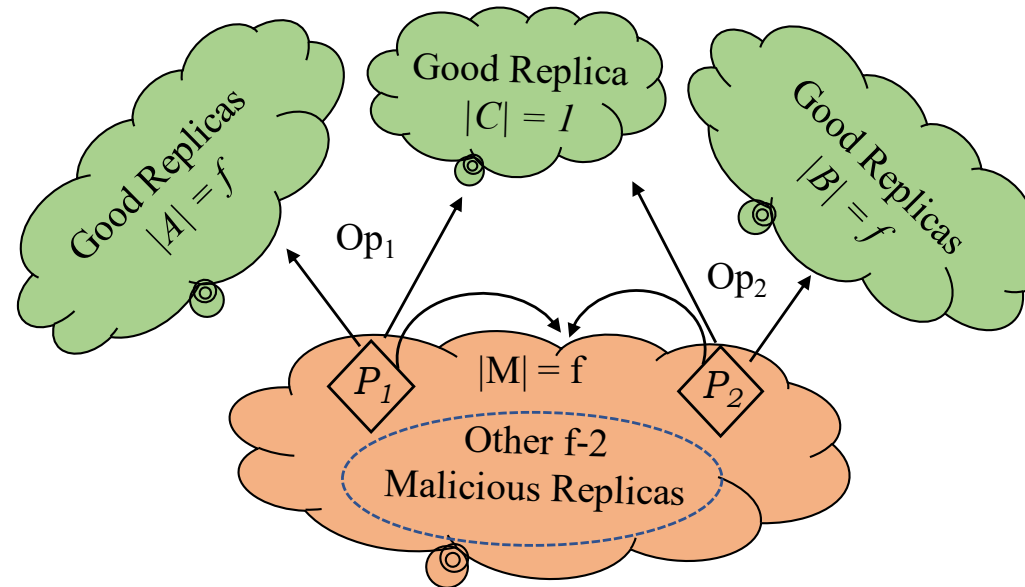 Good Replicas
|A| = f
Good Replica
|C| = 1
Good Replicas
|B| = f
Op₁
Op₂
P₁
|M| = f
P₂
Other f-2
Malicious Replicas